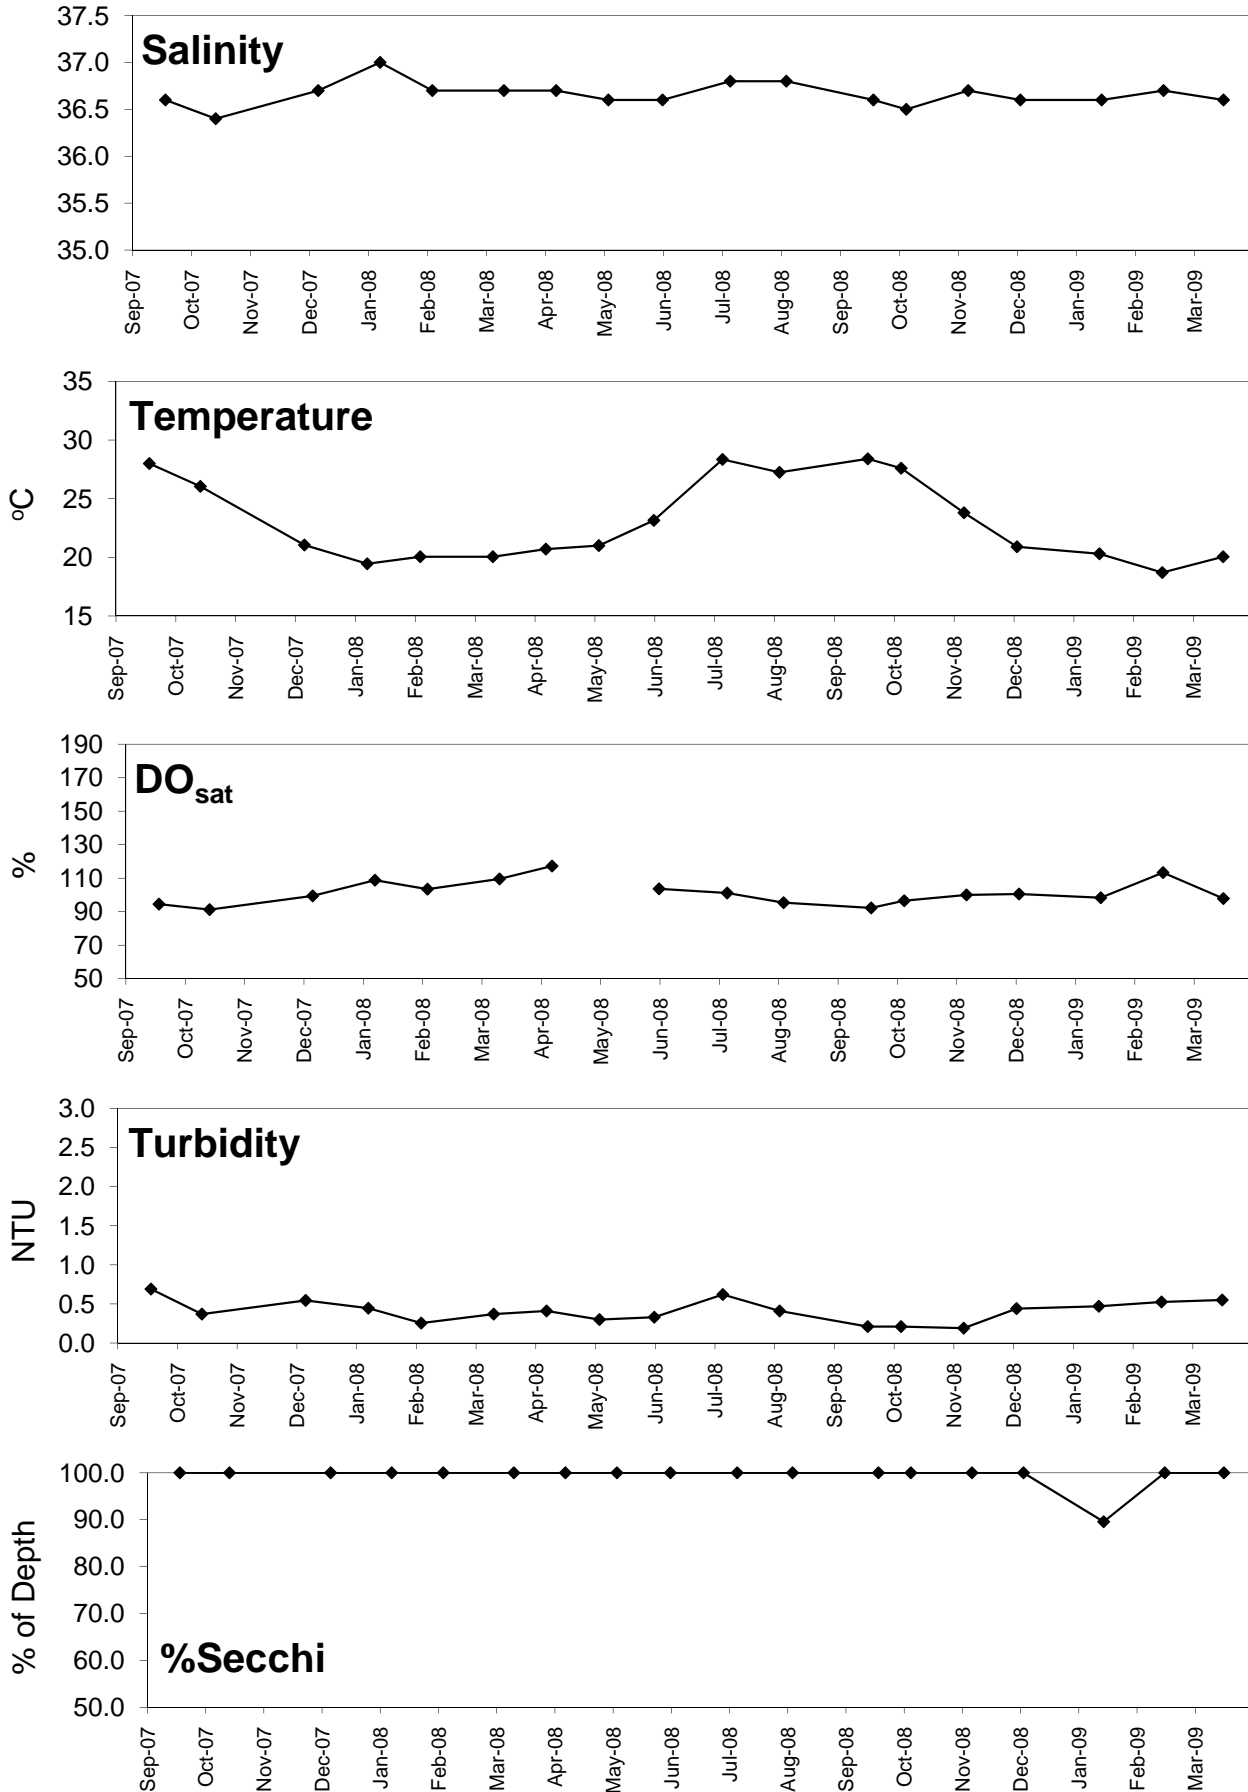 Salinity
37.5
37.0
36.5
36.0
35.5
35.0
Sep-07 Oct-07 Nov-07 Dec-07 Jan-08 Feb-08 Mar-08 Apr-08 May-08 Jun-08 Jul-08 Aug-08 Sep-08 Oct-08 Nov-08 Dec-08 Jan-09 Feb-09 Mar-09
Temperature
ºC
35
30
25
20
15
Sep-07 Oct-07 Nov-07 Dec-07 Jan-08 Feb-08 Mar-08 Apr-08 May-08 Jun-08 Jul-08 Aug-08 Sep-08 Oct-08 Nov-08 Dec-08 Jan-09 Feb-09 Mar-09
DOsat
%
190
170
150
130
110
90
70
50
Sep-07 Oct-07 Nov-07 Dec-07 Jan-08 Feb-08 Mar-08 Apr-08 May-08 Jun-08 Jul-08 Aug-08 Sep-08 Oct-08 Nov-08 Dec-08 Jan-09 Feb-09 Mar-09
Turbidity
NTU
3.0
2.5
2.0
1.5
1.0
0.5
0.0
Sep-07 Oct-07 Nov-07 Dec-07 Jan-08 Feb-08 Mar-08 Apr-08 May-08 Jun-08 Jul-08 Aug-08 Sep-08 Oct-08 Nov-08 Dec-08 Jan-09 Feb-09 Mar-09
%Secchi
% of Depth
100.0
90.0
80.0
70.0
60.0
50.0
Sep-07 Oct-07 Nov-07 Dec-07 Jan-08 Feb-08 Mar-08 Apr-08 May-08 Jun-08 Jul-08 Aug-08 Sep-08 Oct-08 Nov-08 Dec-08 Jan-09 Feb-09 Mar-09